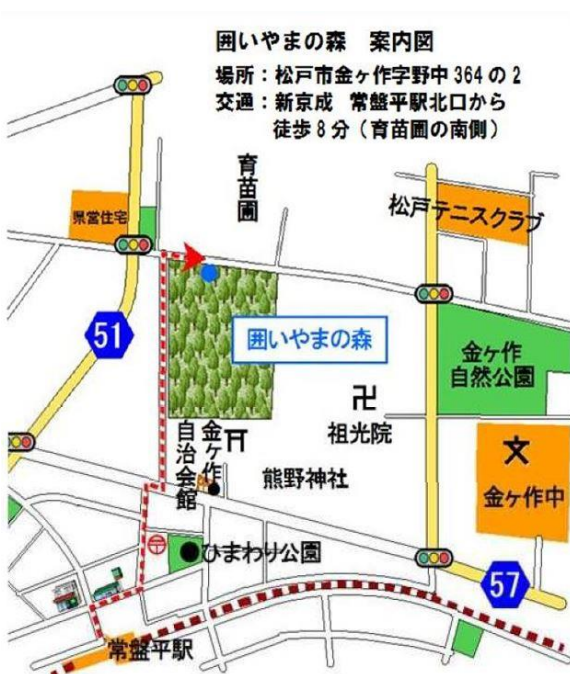 囲いやまの森 案内図
場所：松戸市金ヶ作字野中364の2
交通：新京成 常盤平駅北口から
徒歩8分（育苗圃の南側）
育苗圃
県営住宅
松戸テニスクラブ
51
囲いやまの森
金ヶ作
自然公園
卍
祖光院
金ヶ作
自治会館
熊野神社
文
金ヶ作中
〒
ひまわり公園
57
常盤平駅